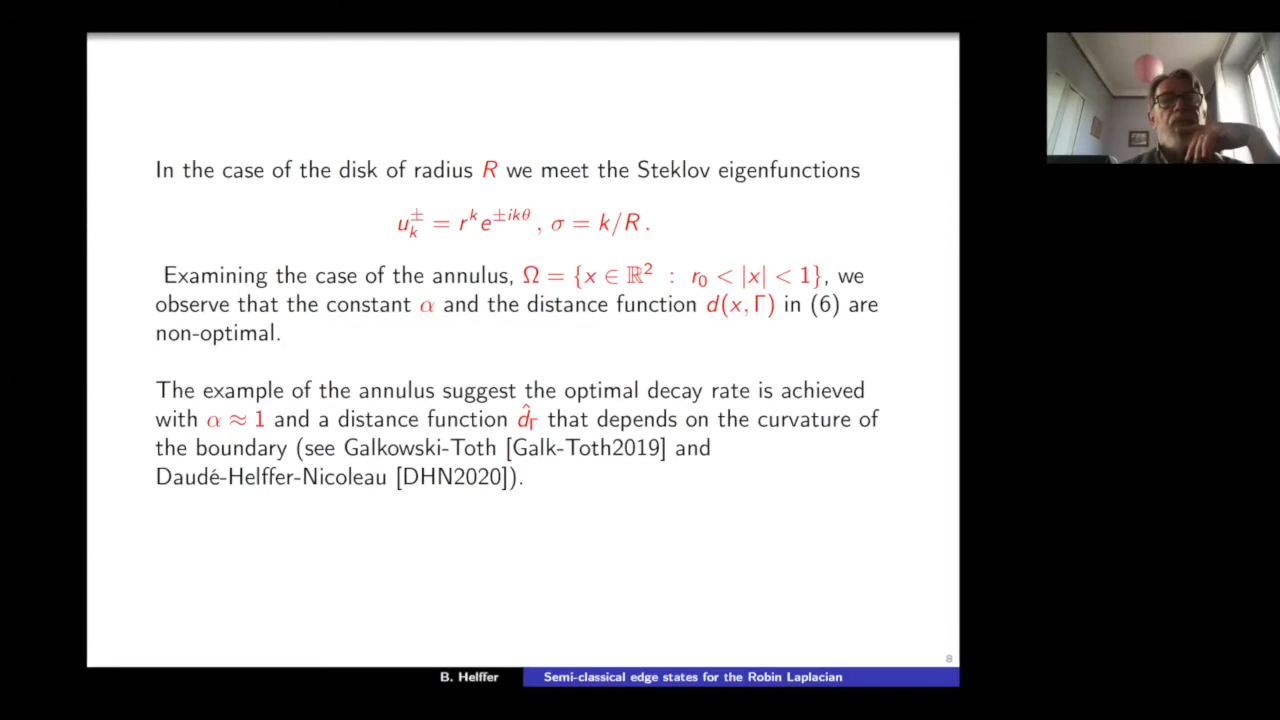 In the case of the disk of radius R we meet the Steklov eigenfunctions
u_k^± = r^k e^{±ikθ} , σ = k/R .
Examining the case of the annulus, Ω = {x ∈ ℝ² : r₀ < |x| < 1}, we
observe that the constant α and the distance function d(x, Γ) in (6) are
non-optimal.
The example of the annulus suggest the optimal decay rate is achieved
with α ≈ 1 and a distance function d̂_Γ that depends on the curvature of
the boundary (see Galkowski-Toth [Galk-Toth2019] and
Daudé-Helffer-Nicoleau [DHN2020]).
8
B. Helffer Semi-classical edge states for the Robin Laplacian